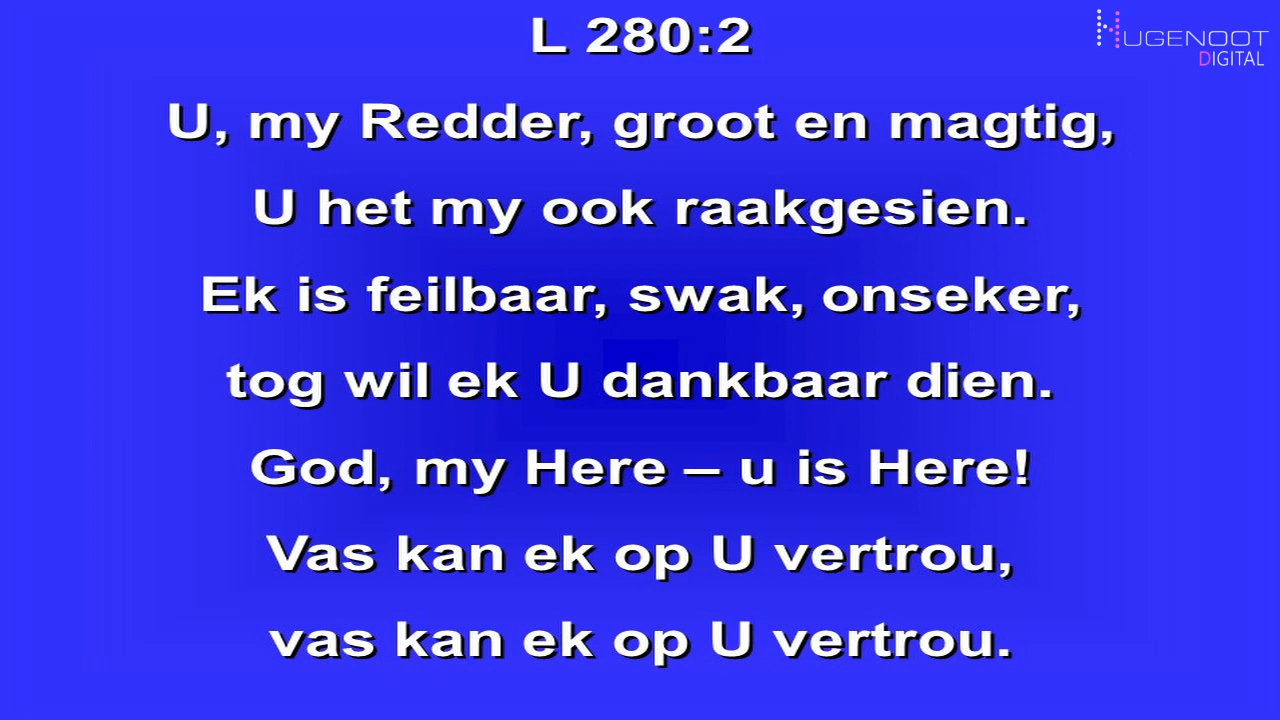 L 280:2
HUGENOOT
DIGITAL
U, my Redder, groot en magtig,
U het my ook raakgesien.
Ek is feilbaar, swak, onseker,
tog wil ek U dankbaar dien.
God, my Here – u is Here!
Vas kan ek op U vertrou,
vas kan ek op U vertrou.